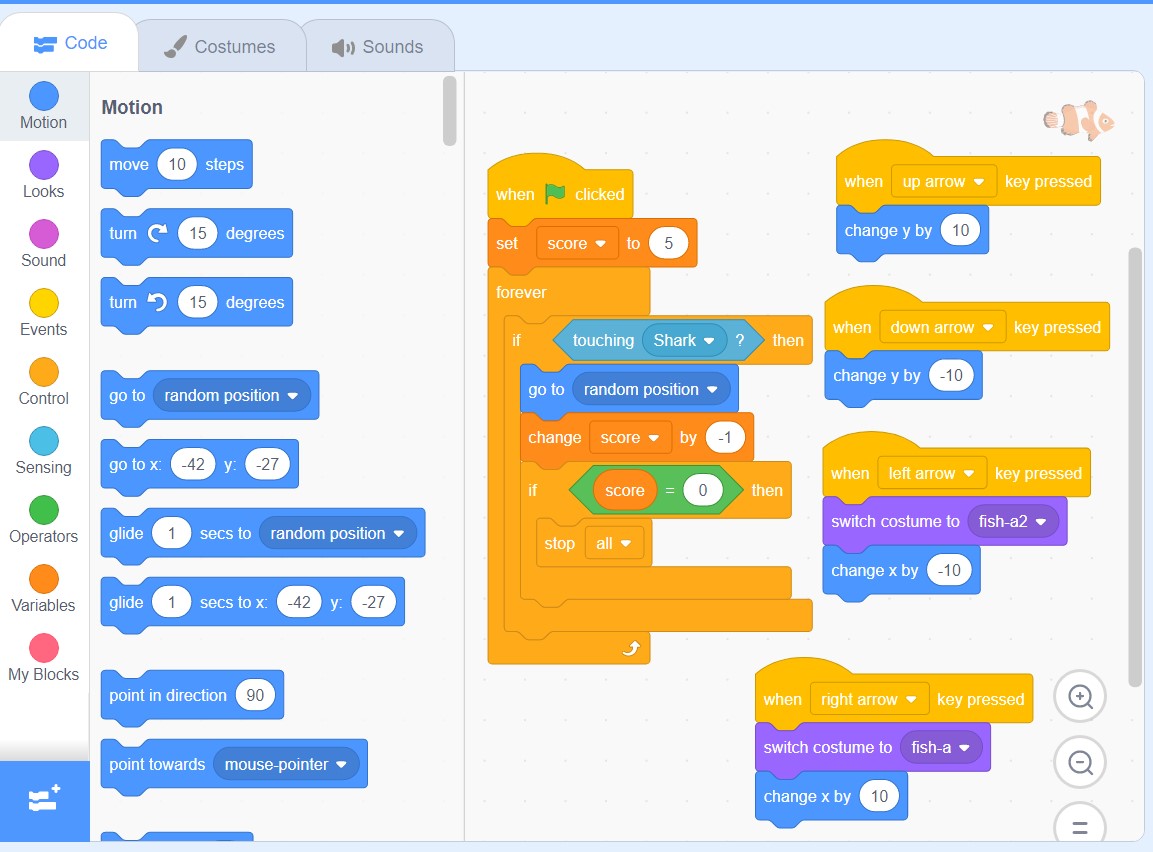 Code
Costumes
Sounds
Motion
Looks
Sound
Events
Control
Sensing
Operators
Variables
My Blocks
Motion
move 10 steps
turn 15 degrees
turn 15 degrees
go to random position
go to x: -42 y: -27
glide 1 secs to random position
glide 1 secs to x: -42 y: -27
point in direction 90
point towards mouse-pointer
when clicked
set score to 5
forever
if touching Shark ? then
go to random position
change score by -1
if score = 0 then
stop all
when up arrow key pressed
change y by 10
when down arrow key pressed
change y by -10
when left arrow key pressed
switch costume to fish-a2
change x by -10
when right arrow key pressed
switch costume to fish-a
change x by 10